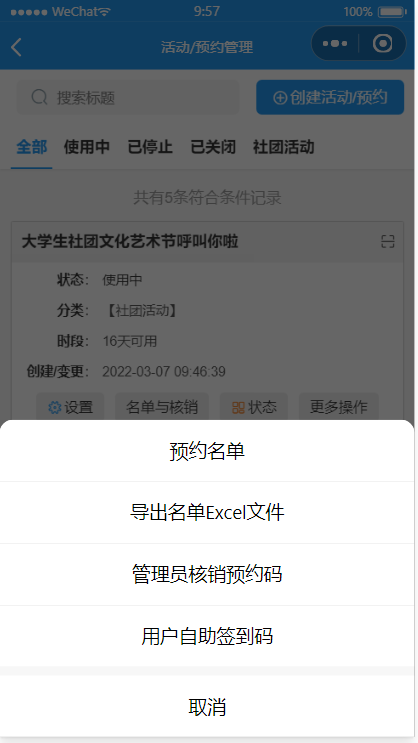 WeChat 9:57 100%
活动/预约管理
搜索标题 创建活动/预约
全部 使用中 已停止 已关闭 社团活动
共有5条符合条件记录
大学生社团文化艺术节呼叫你啦
状态: 使用中
分类: 【社团活动】
时段: 16天可用
创建/变更: 2022-03-07 09:46:39
设置 名单与核销 状态 更多操作
预约名单
导出名单Excel文件
管理员核销预约码
用户自助签到码
取消